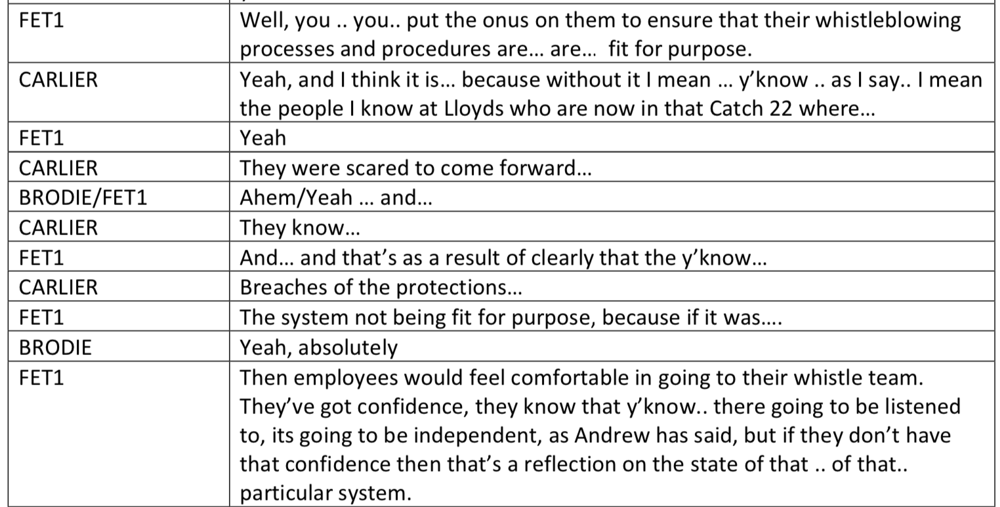 FET1
Well, you .. you.. put the onus on them to ensure that their whistleblowing
processes and procedures are... are...  fit for purpose.
CARLIER
Yeah, and I think it is... because without it I mean ... y’know .. as I say.. I mean
the people I know at Lloyds who are now in that Catch 22 where...
FET1
Yeah
CARLIER
They were scared to come forward...
BRODIE/FET1
Ahem/Yeah ... and...
CARLIER
They know...
FET1
And... and that’s as a result of clearly that the y’know...
CARLIER
Breaches of the protections...
FET1
The system not being fit for purpose, because if it was....
BRODIE
Yeah, absolutely
FET1
Then employees would feel comfortable in going to their whistle team.
They’ve got confidence, they know that y’know.. there going to be listened
to, its going to be independent, as Andrew has said, but if they don’t have
that confidence then that’s a reflection on the state of that .. of that..
particular system.